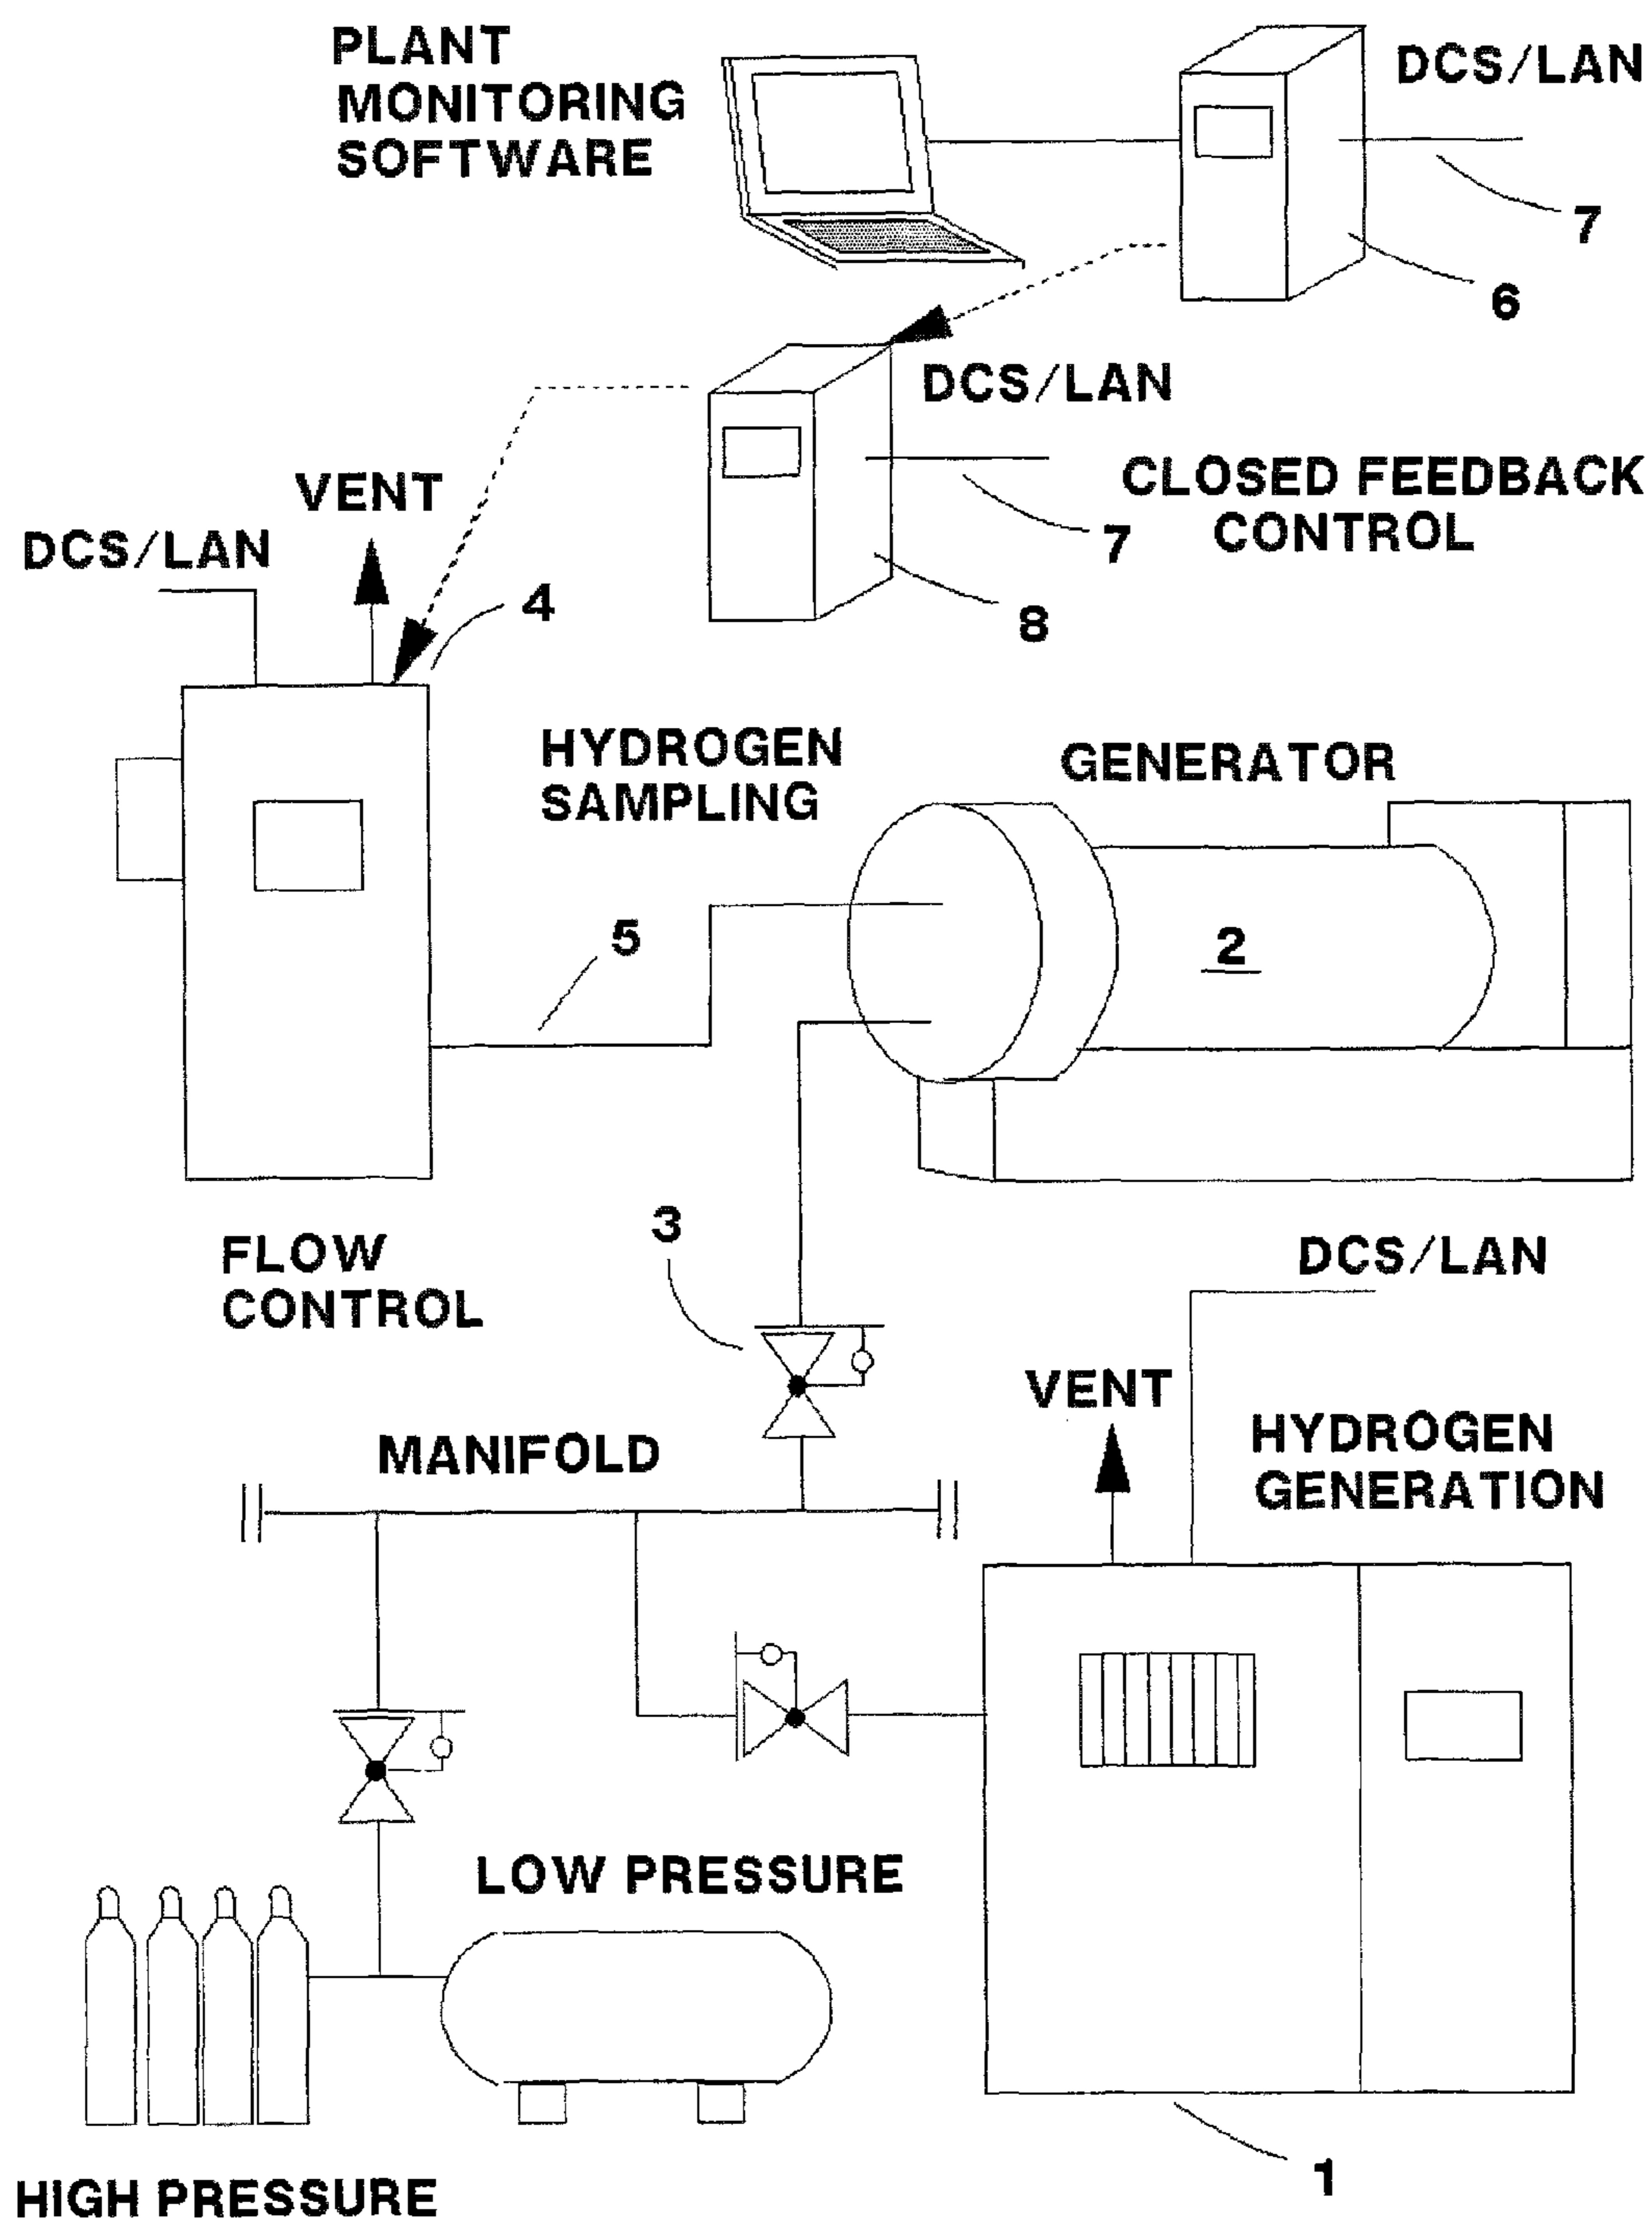 PLANT
MONITORING
SOFTWARE
DCS/LAN
7
6
DCS/LAN
CLOSED FEEDBACK
CONTROL
7
8
VENT
DCS/LAN
4
HYDROGEN
SAMPLING
GENERATOR
5
2
3
FLOW
CONTROL
DCS/LAN
VENT
HYDROGEN
GENERATION
MANIFOLD
LOW PRESSURE
HIGH PRESSURE
1